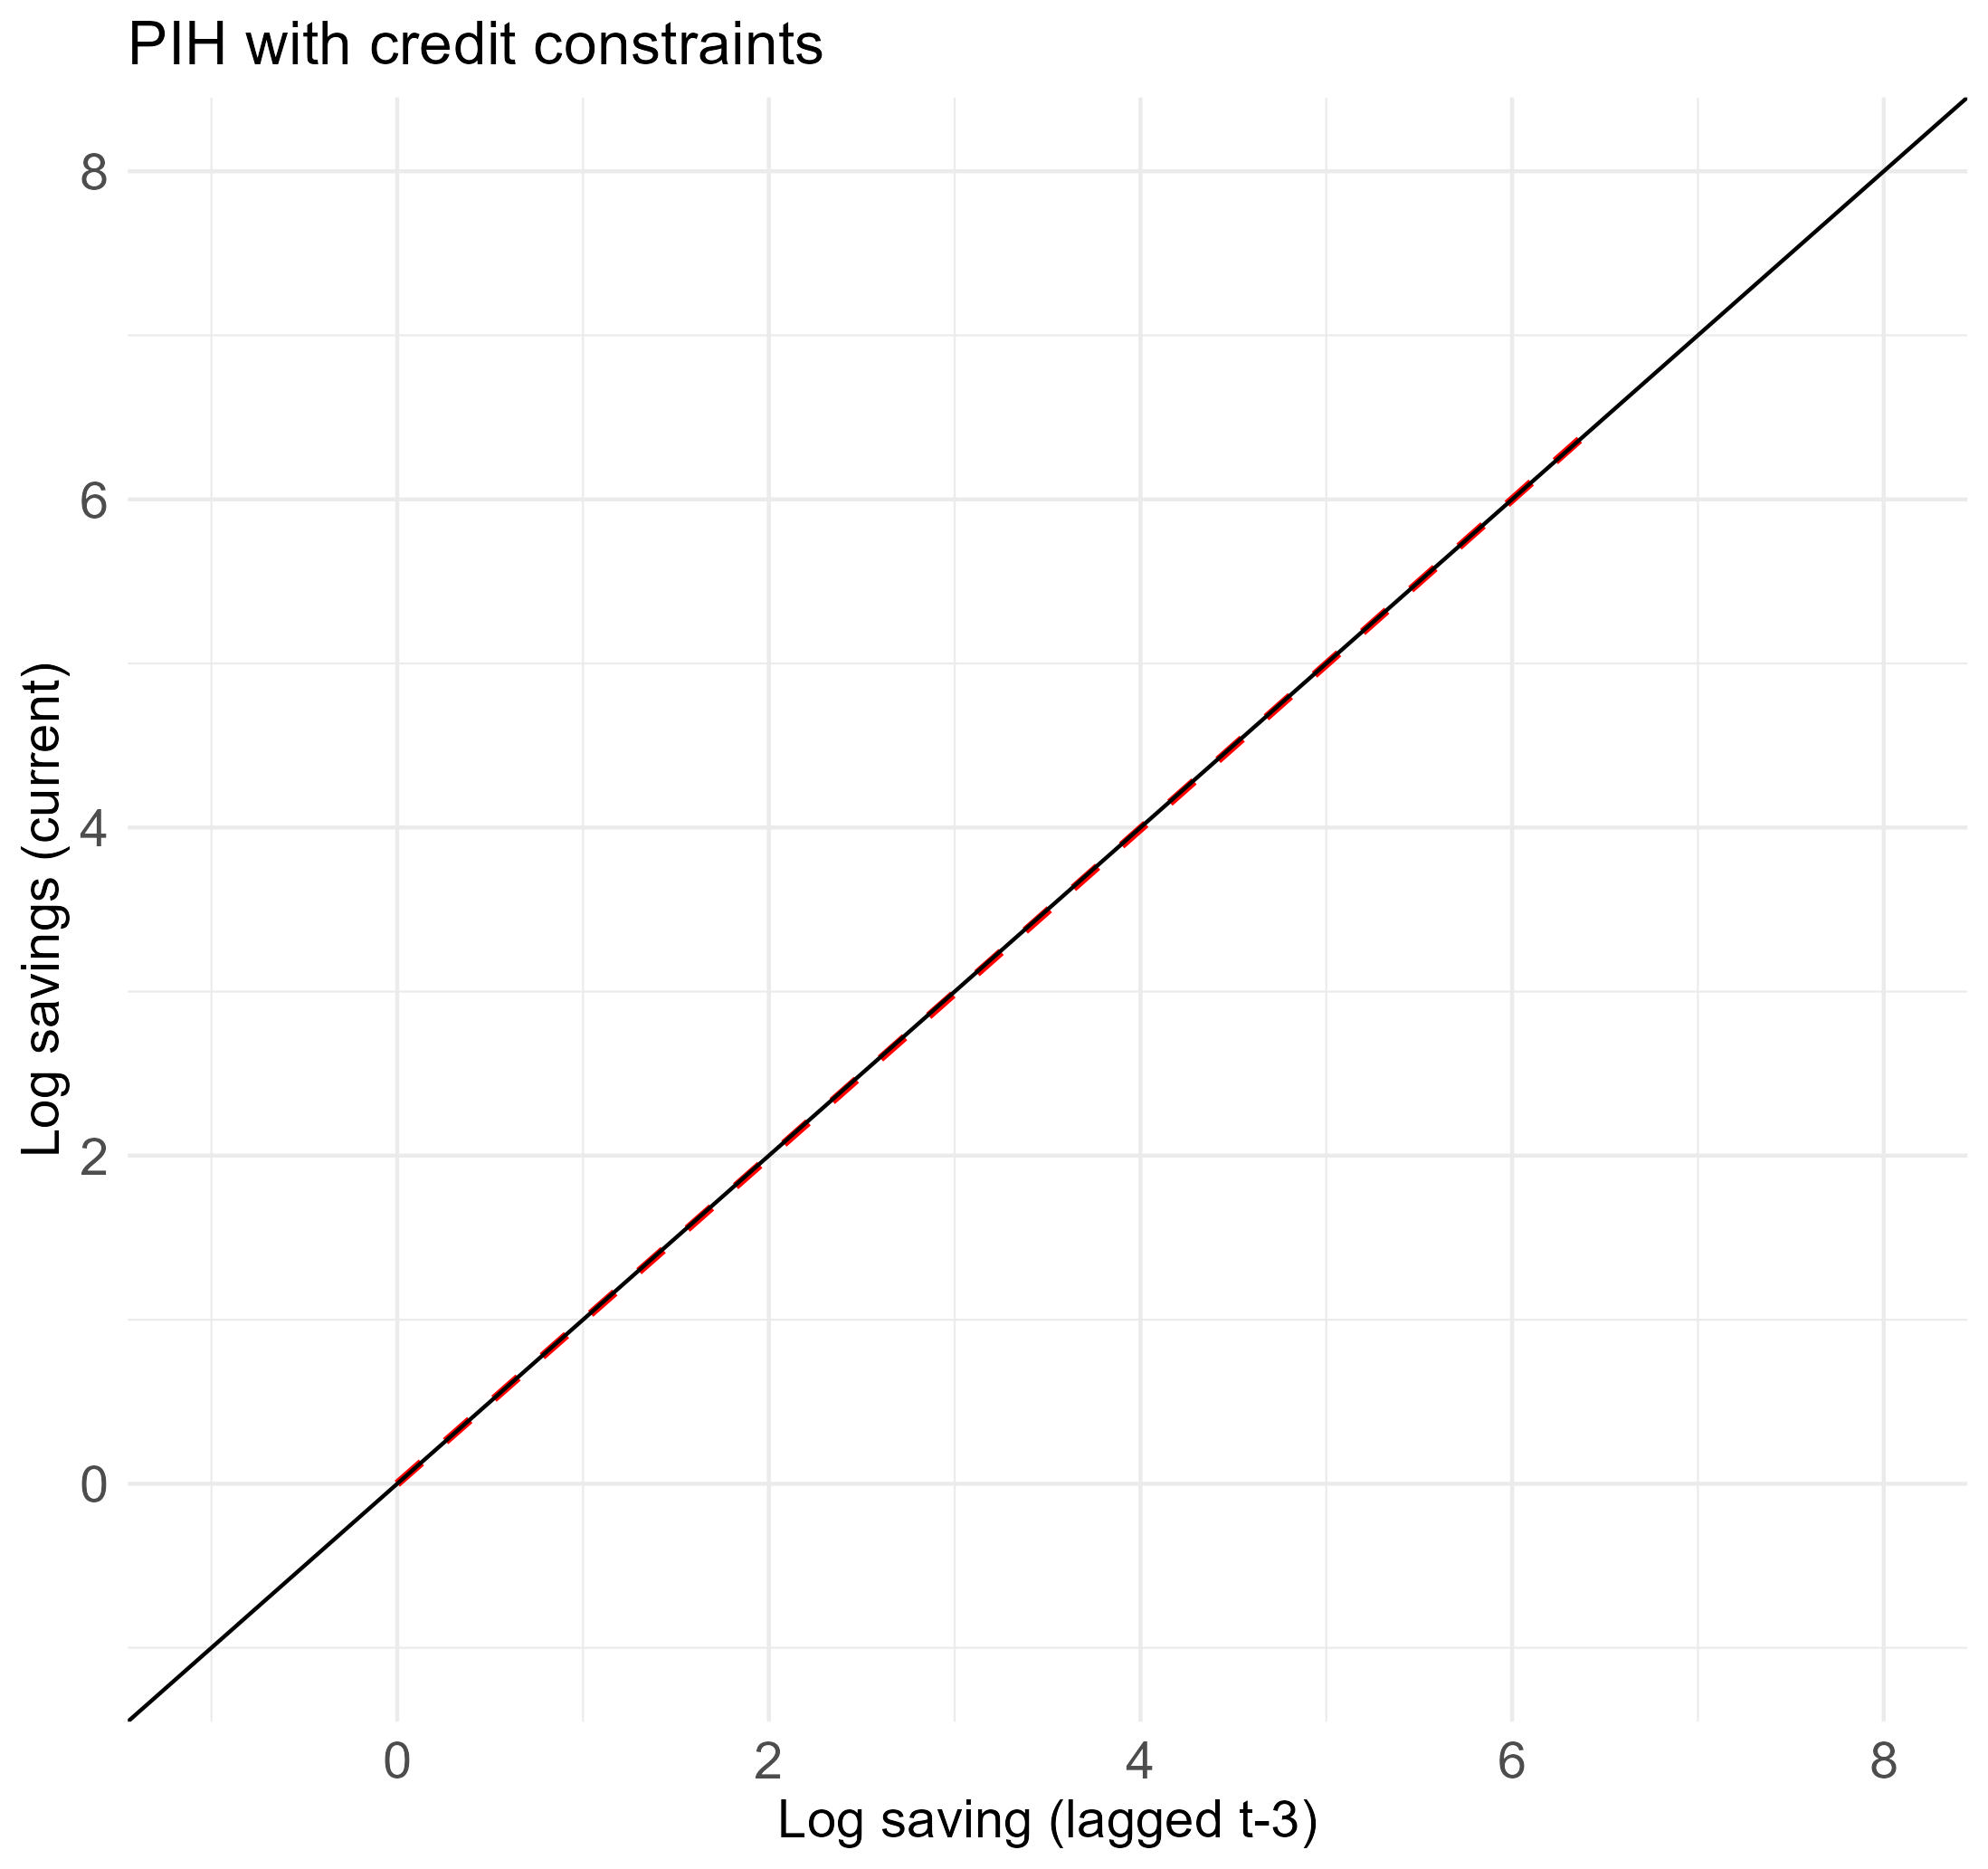 PIH with credit constraints
Log savings (current)
8
6
4
2
0
0 2 4 6 8
Log saving (lagged t-3)